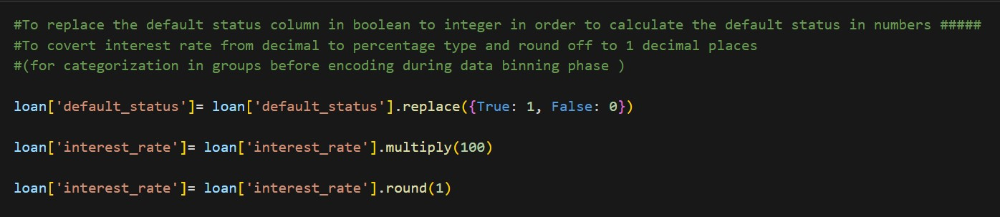 #To replace the default status column in boolean to integer in order to calculate the default status in numbers #####
#To covert interest rate from decimal to percentage type and round off to 1 decimal places
#(for categorization in groups before encoding during data binning phase )
loan['default_status']= loan['default_status'].replace({True: 1, False: 0})
loan['interest_rate']= loan['interest_rate'].multiply(100)
loan['interest_rate']= loan['interest_rate'].round(1)